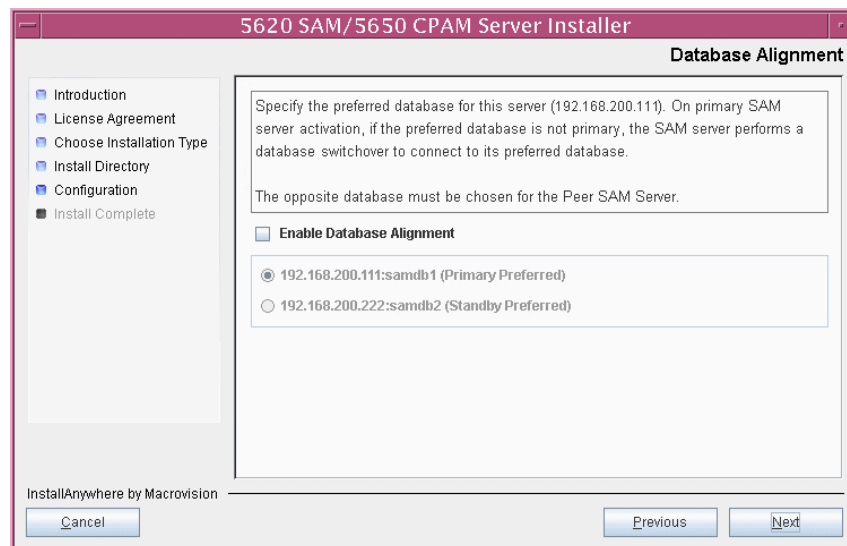 5620 SAM/5650 CPAM Server Installer
Database Alignment
Introduction
License Agreement
Choose Installation Type
Install Directory
Configuration
Install Complete
Specify the preferred database for this server (192.168.200.111). On primary SAM
server activation, if the preferred database is not primary, the SAM server performs a
database switchover to connect to its preferred database.
The opposite database must be chosen for the Peer SAM Server.
Enable Database Alignment
192.168.200.111:samdb1 (Primary Preferred)
192.168.200.222:samdb2 (Standby Preferred)
InstallAnywhere by Macrovision
Cancel
Previous
Next